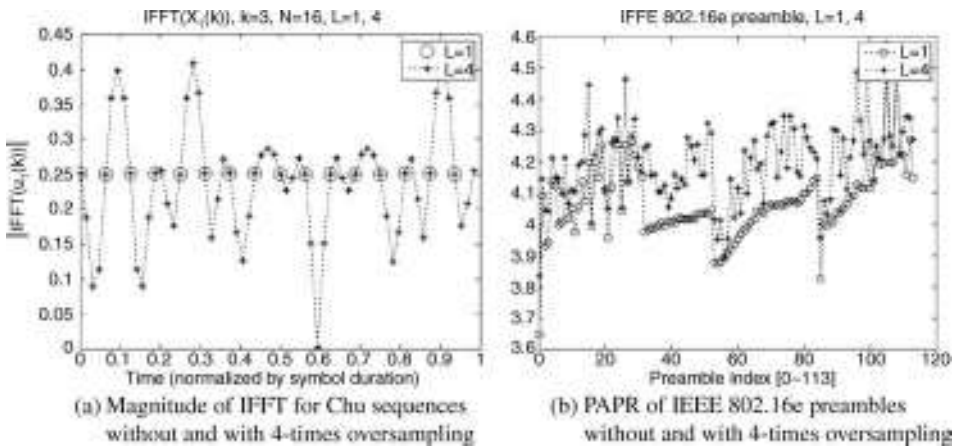 IFFT(Xᵢ(k)), k=3, N=16, L=1, 4
0.45
0.4
0.35
0.3
0.25
0.2
0.15
0.1
0.05
0
|IFFT(uᵢ(k)|
L=1
L=4
0 0.1 0.2 0.3 0.4 0.5 0.6 0.7 0.8 0.9 1
Time (normalized by symbol duration)
(a) Magnitude of IFFT for Chu sequences
without and with 4-times oversampling
IFFE 802.16e preamble, L=1, 4
4.6
4.5
4.4
4.3
4.2
4.1
4
3.9
3.8
3.7
3.6
L=1
L=4
0 20 40 60 80 100 120
Preamble Index [0~113]
(b) PAPR of IEEE 802.16e preambles
without and with 4-times oversampling